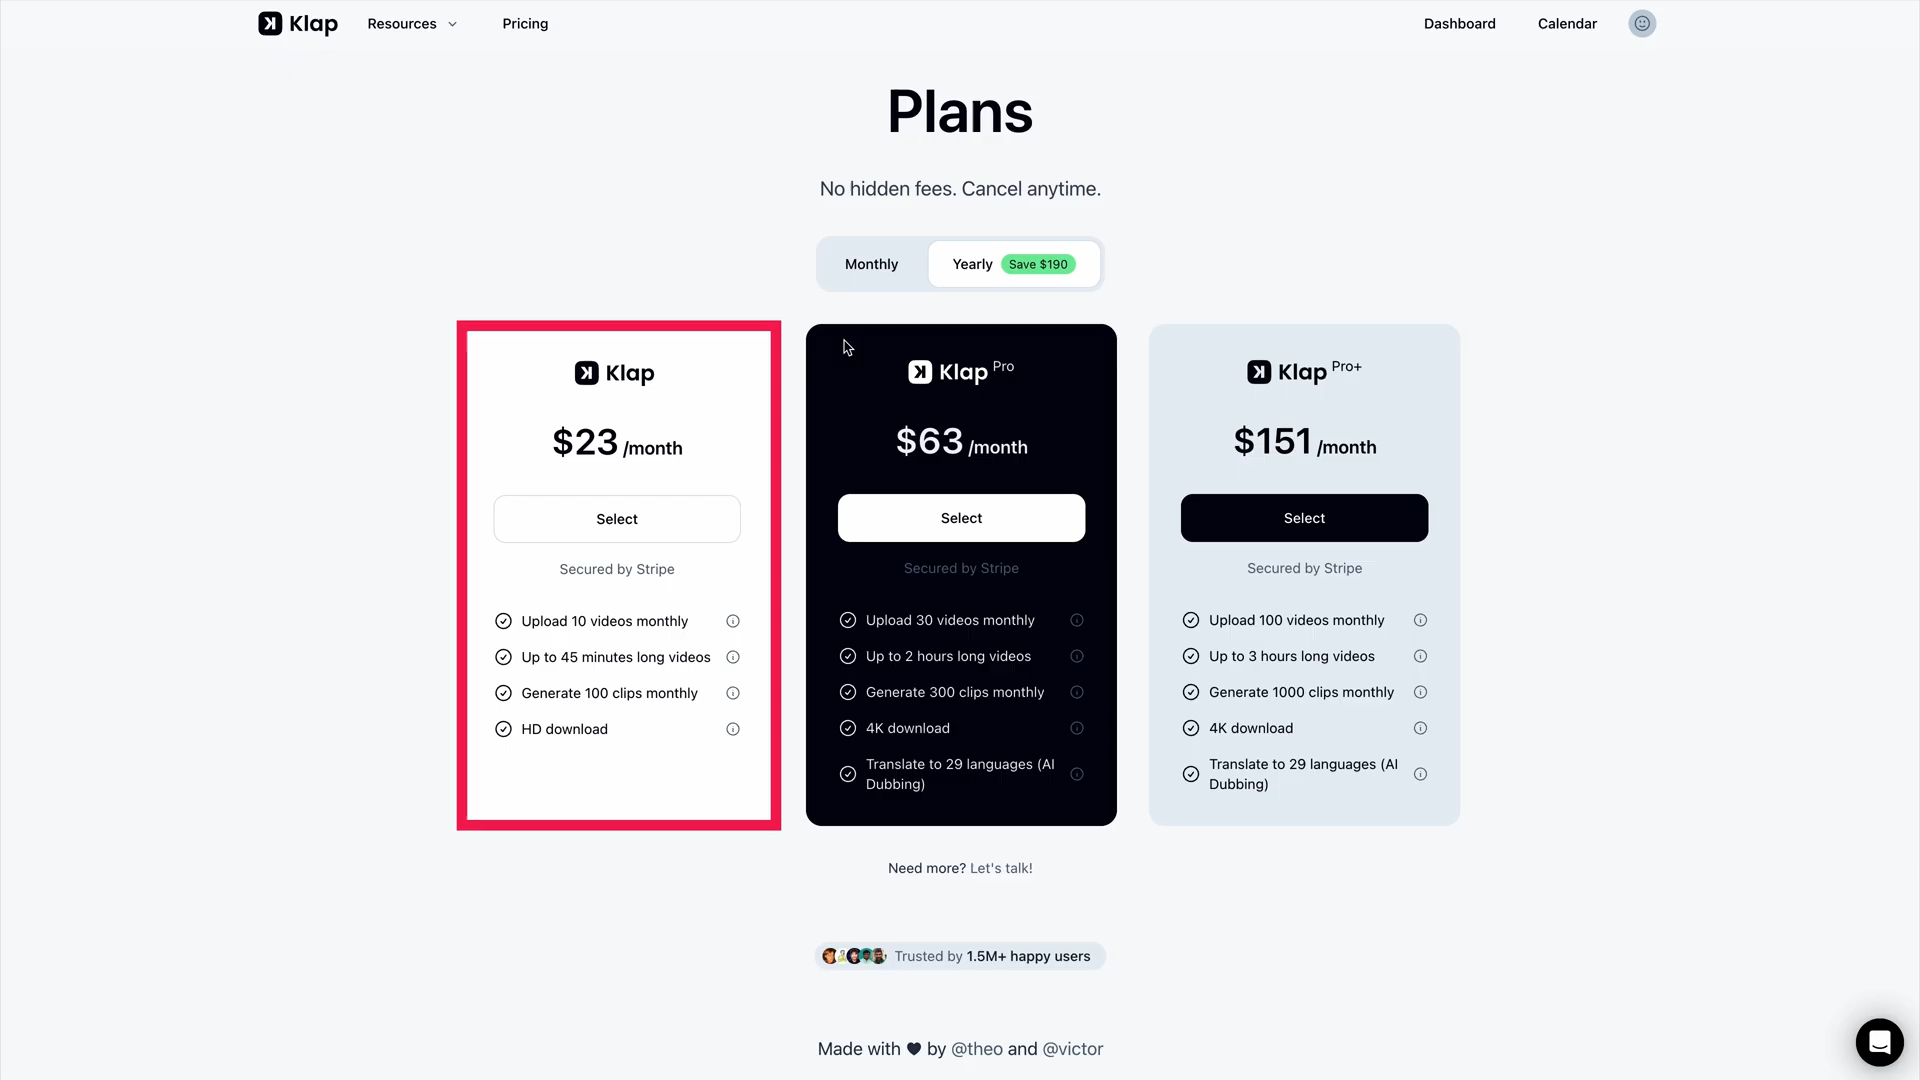 Klap Resources Pricing Dashboard Calendar
Plans
No hidden fees. Cancel anytime.
Monthly Yearly Save $190
Klap
$23 /month
Select
Secured by Stripe
Upload 10 videos monthly
Up to 45 minutes long videos
Generate 100 clips monthly
HD download
Klap Pro
$63 /month
Select
Secured by Stripe
Upload 30 videos monthly
Up to 2 hours long videos
Generate 300 clips monthly
4K download
Translate to 29 languages (AI
Dubbing)
Klap Pro+
$151 /month
Select
Secured by Stripe
Upload 100 videos monthly
Up to 3 hours long videos
Generate 1000 clips monthly
4K download
Translate to 29 languages (AI
Dubbing)
Need more? Let's talk!
Trusted by 1.5M+ happy users
Made with 🖤 by @theo and @victor